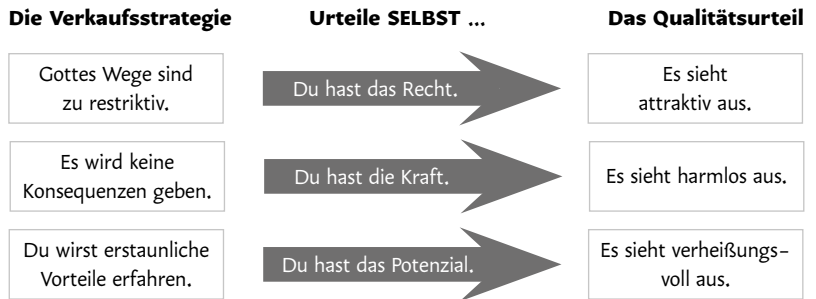 Die Verkaufsstrategie
Urteile SELBST ...
Das Qualitätsurteil
Gottes Wege sind
zu restriktiv.
Du hast das Recht.
Es sieht
attraktiv aus.
Es wird keine
Konsequenzen geben.
Du hast die Kraft.
Es sieht harmlos aus.
Du wirst erstaunliche
Vorteile erfahren.
Du hast das Potenzial.
Es sieht verheißungs-
voll aus.